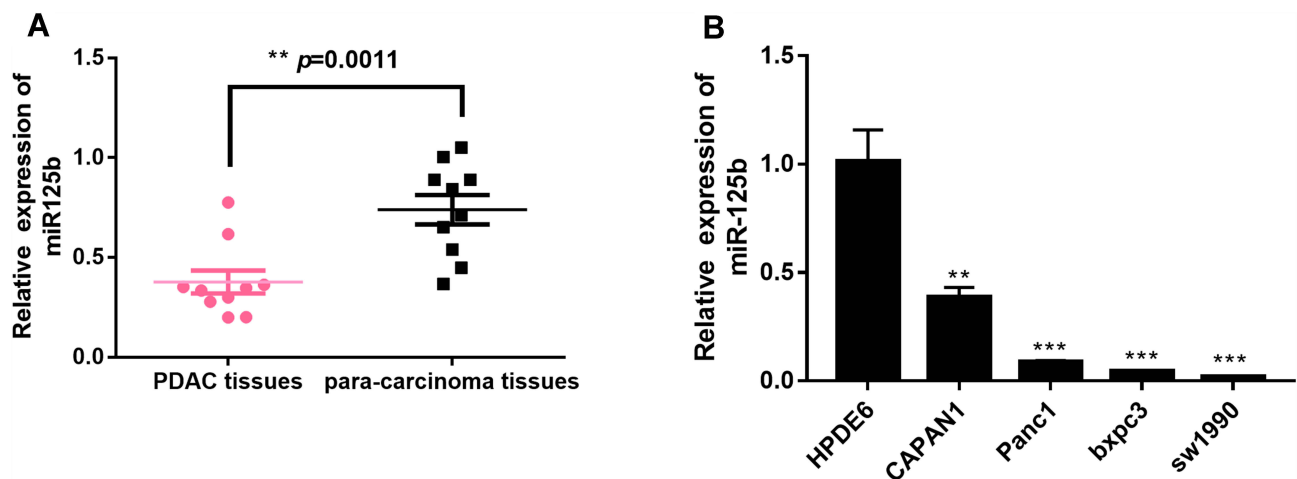 A
Relative expression of
miR125b
1.5
1.0
0.5
0.0
** p=0.0011
PDAC tissues
para-carcinoma tissues
B
Relative expression of
miR-125b
1.5
1.0
0.5
0.0
**
***
***
***
HPDE6
CAPAN1
Panc1
bxpc3
sw1990